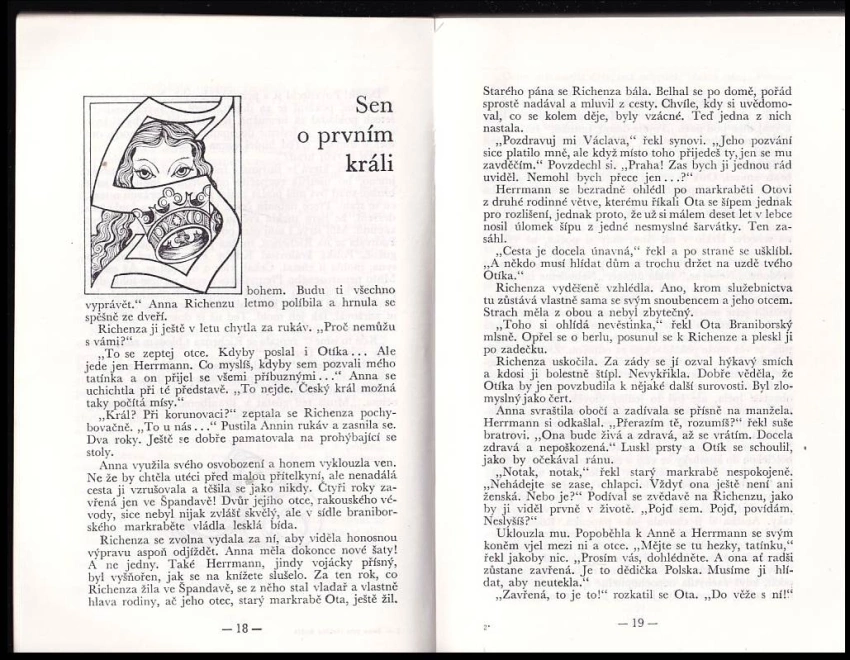 Sen
o prvním
králi
bohem. Budu ti všechno
vyprávět.“ Anna Richenzu letmo políbila a hrnula se
spěšně ze dveří.
Richenza ji ještě v letu chytla za rukáv. „Proč nemůžu
s vámi?“
„To se zeptej otce. Kdyby poslal i Otíka... Ale
jede jen Herrmann. Co myslíš, kdyby sem pozvali mého
tatínka a on přijel se všemi příbuznými...“ Anna se
uchichtla při té představě. „To nejde. Český král možná
taky počítá mísy.“
„Král? Při korunovaci?“ zeptala se Richenza pochy-
bovačně. „To u nás...“ Pustila Annin rukáv a zasnila se.
Dva roky. Ještě se dobře pamatovala na prohýbající se
stoly.
Anna využila svého osvobození a honem vyklouzla ven.
Ne že by chtěla utéci před malou přítelkyní, ale nenadálá
cesta ji vzrušovala a těšila se jako nikdy. Čtyři roky za-
vřená jen ve Špandavě! Dvůr jejího otce, rakouského vé-
vody, sice nebyl nijak zvlášť skvělý, ale v sídle branibor-
ského markraběte vládla lesklá bída.
Richenza se zvolna vydala za ní, aby viděla honosnou
výpravu aspoň odjíždět. Anna měla dokonce nové šaty!
A ne jedny. Také Herrmann, jindy vojácky přísný,
byl vyšňořen, jak se na knížete slušelo. Za ten rok, co
Richenza žila ve Špandavě, se z něho stal vladař a vlastně
hlava rodiny, ač jeho otec, starý markrabě Ota, ještě žil.
— 18 —
Starého pána se Richenza bála. Belhal se po domě, pořád
sprostě nadával a mluvil z cesty. Chvíle, kdy si uvědomo-
val, co se kolem děje, byly vzácné. Teď jedna z nich
nastala.
„Pozdravuj mi Václava,“ řekl synovi. „Jeho pozvání
sice platilo mně, ale když místo toho přijedeš ty, jen se mu
zavděčím.“ Povzdechl si. „Praha! Zas bych ji jednou rád
uviděl. Nemohl bych přece jen...?“
Herrmann se bezradně ohlédl po markraběti Otovi
z druhé rodinné větve, kterému říkali Ota se šípem jednak
pro rozlišení, jednak proto, že už si málem deset let v lebce
nosil úlomek šípu z jedné nesmyslné šarvátky. Ten za-
sáhl.
„Cesta je docela únavná,“ řekl a po straně se ušklíbl.
„A někdo musí hlídat dům a trochu držet na uzdě tvého
Otíka.“
Richenza vyděšeně vzhlédla. Ano, krom služebnictva
tu zůstává vlastně sama se svým snoubencem a jeho otcem.
Strach měla z obou a nebyl zbytečný.
„Toho si ohlídá nevěstinka,“ řekl Ota Braniborský
mlsně. Opřel se o berlu, posunul se k Richenze a pleskl ji
po zadečku.
Richenza uskočila. Za zády se jí ozval hýkavý smích
a kdosi ji bolestně štípl. Nevykřikla. Dobře věděla, že
Otíka by jen povzbudila k nějaké další surovosti. Byl zlo-
myslný jako čert.
Anna svraštila obočí a zadívala se přísně na manžela.
Herrmann si odkašlal. „Přerazím tě, rozumíš?“ řekl suše
bratrovi. „Ona bude živá a zdravá, až se vrátím. Docela
zdravá a nepoškozená.“ Luskl prsty a Otík se schoulil,
jako by očekával ránu.
„Notak, notak,“ řekl starý markrabě nespokojeně.
„Nehádejte se zase, chlapci. Vždyť ona ještě není ani
ženská. Nebo je?“ Podíval se zvědavě na Richenzu, jako
by ji viděl prvně v životě. „Pojď sem. Pojď, povídám.
Neslyšíš?“
Uklouzla mu. Popoběhla k Anně a Herrmann se svým
koněm vjel mezi ni a otce. „Mějte se tu hezky, tatínku,“
řekl jakoby nic. „Prosím vás, dohlédněte. A ona ať radši
zůstane zavřená. Je to dědička Polska. Musíme ji hlí-
dat, aby neutekla.“
„Zavřená, to je to!“ rozkatil se Ota. „Do věže s ní!“
— 19 —